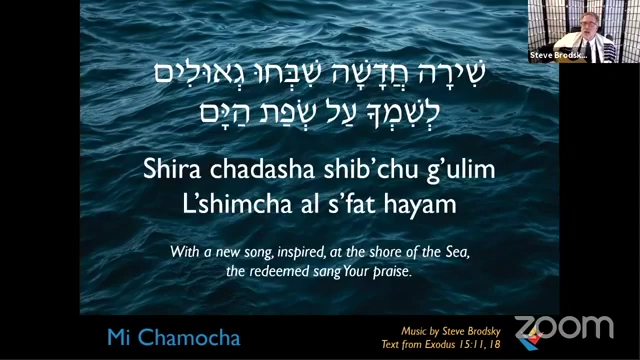 שִׁירָה חֲדָשָׁה שִׁבְּחוּ גְאוּלִים
לְשִׁמְךָ עַל שְׂפַת הַיָּם
Shira chadasha shib'chu g'ulim
L'shimcha al s'fat hayam
With a new song, inspired, at the shore of the Sea,
the redeemed sang Your praise.
Mi Chamocha
Music by Steve Brodsky
Text from Exodus 15:11, 18
Steve Brodsk...
zoom